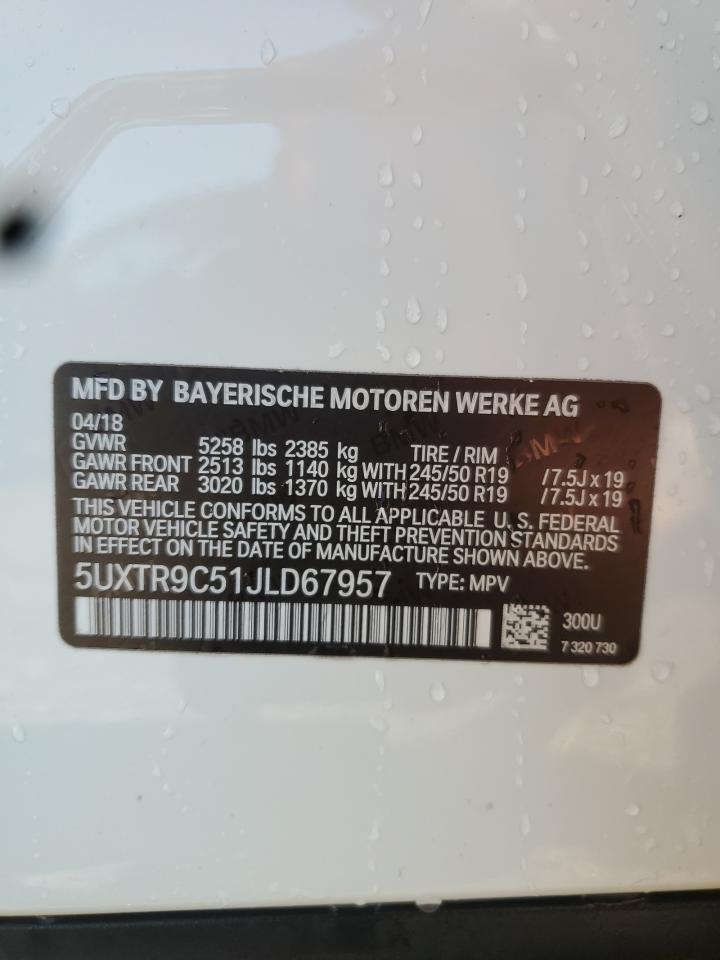 MFD BY BAYERISCHE MOTOREN WERKE AG
04/18
GVWR 5258 lbs 2385 kg TIRE / RIM
GAWR FRONT 2513 lbs 1140 kg WITH 245/50 R19 /7.5J x 19
GAWR REAR 3020 lbs 1370 kg WITH 245/50 R19 /7.5J x 19
THIS VEHICLE CONFORMS TO ALL APPLICABLE U.S. FEDERAL
MOTOR VEHICLE SAFETY AND THEFT PREVENTION STANDARDS
IN EFFECT ON THE DATE OF MANUFACTURE SHOWN ABOVE.
5UXTR9C51JLD67957 TYPE: MPV
300U
7 320 730